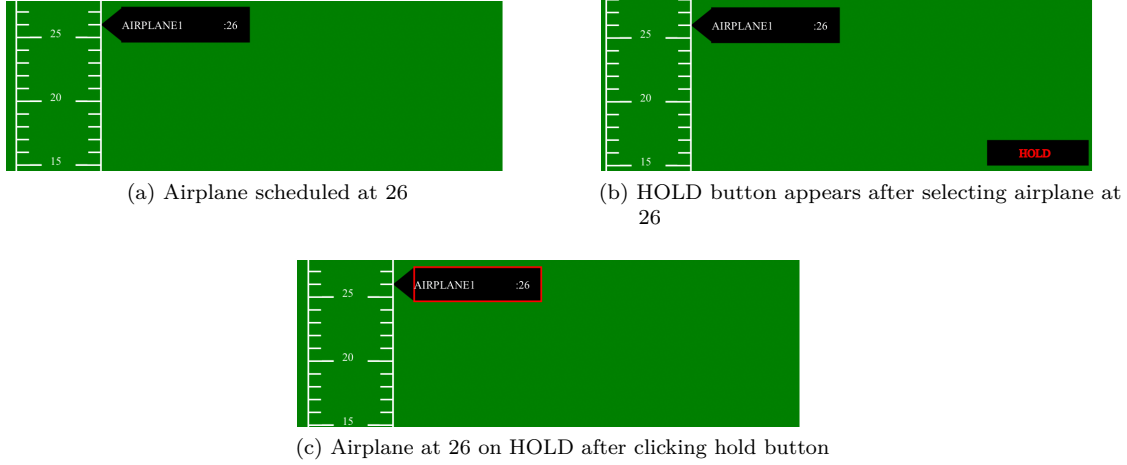 AIRPLANE1 :26
25
20
15
(a) Airplane scheduled at 26
AIRPLANE1 :26
25
20
15
HOLD
(b) HOLD button appears after selecting airplane at
26
AIRPLANE1 :26
25
20
15
(c) Airplane at 26 on HOLD after clicking hold button